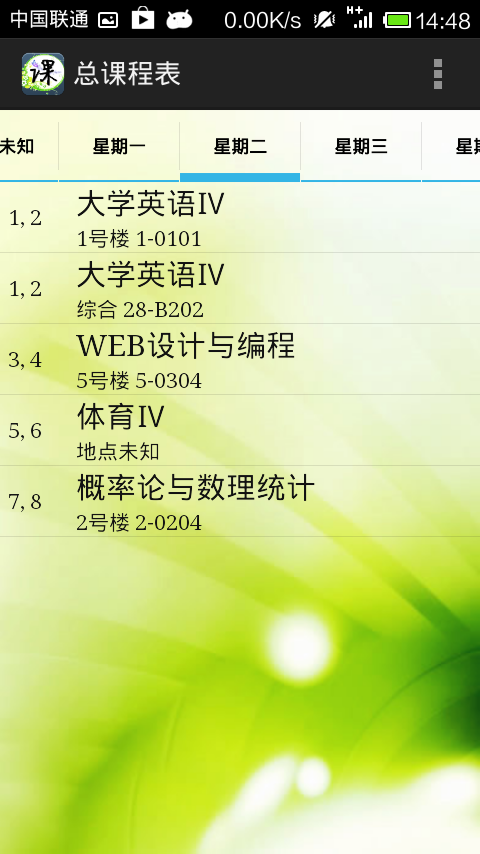 中国联通 0.00K/s H+ 14:48
课 总课程表
未知 星期一 星期二 星期三 星期
1, 2 大学英语IV
1号楼 1-0101
1, 2 大学英语IV
综合 28-B202
3, 4 WEB设计与编程
5号楼 5-0304
5, 6 体育IV
地点未知
7, 8 概率论与数理统计
2号楼 2-0204